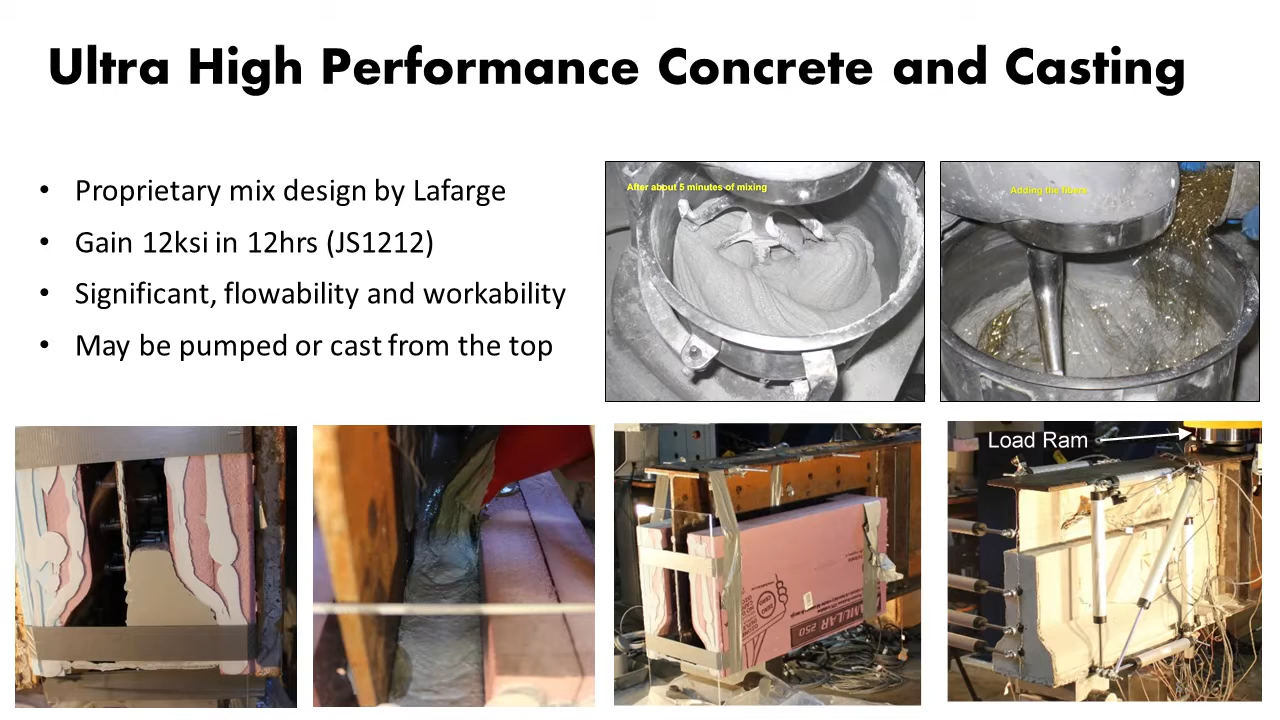 Ultra High Performance Concrete and Casting
• Proprietary mix design by Lafarge
• Gain 12ksi in 12hrs (JS1212)
• Significant, flowability and workability
• May be pumped or cast from the top
After about 5 minutes of mixing
Adding the fibers
Load Ram
MULAR 250